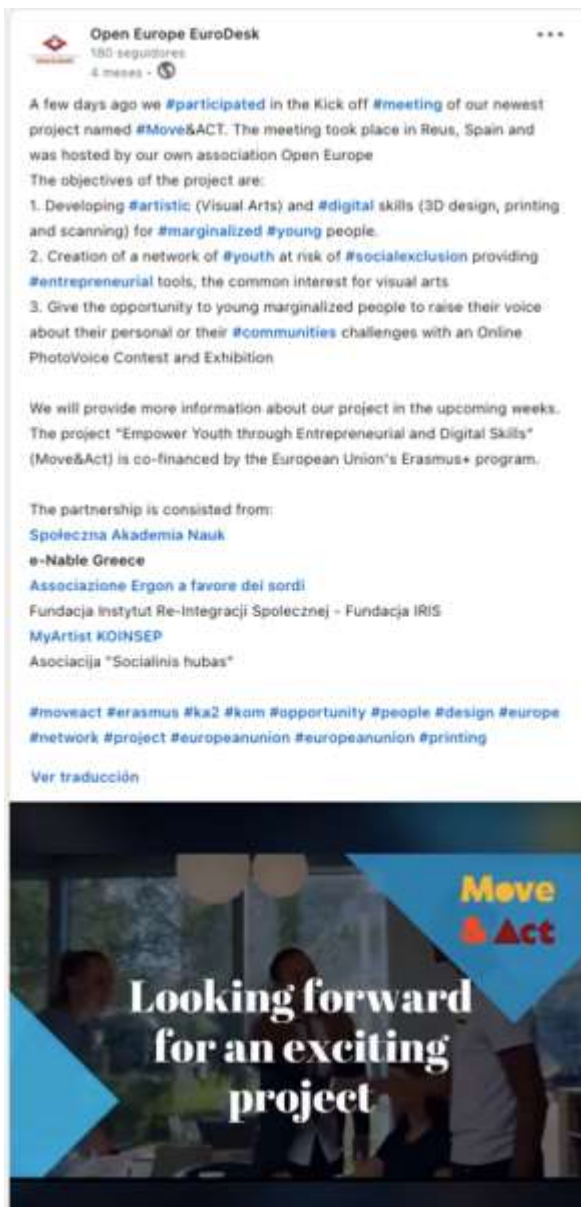 Open Europe EuroDesk
180 seguidores
4 meses •
A few days ago we #participated in the Kick off #meeting of our newest
project named #Move&ACT. The meeting took place in Reus, Spain and
was hosted by our own association Open Europe
The objectives of the project are:
1. Developing #artistic (Visual Arts) and #digital skills (3D design, printing
and scanning) for #marginalized #young people.
2. Creation of a network of #youth at risk of #socialexclusion providing
#entrepreneurial tools, the common interest for visual arts
3. Give the opportunity to young marginalized people to raise their voice
about their personal or their #communities challenges with an Online
PhotoVoice Contest and Exhibition
We will provide more information about our project in the upcoming weeks.
The project "Empower Youth through Entrepreneurial and Digital Skills"
(Move&Act) is co-financed by the European Union's Erasmus+ program.
The partnership is consisted from:
Społeczna Akademia Nauk
e-Nable Greece
Associazione Ergon a favore dei sordi
Fundacja Instytut Re-Integracji Spolecznej - Fundacja IRIS
MyArtist KOINSEP
Asociacija "Socialinis hubas"
#moveact #erasmus #ka2 #kom #opportunity #people #design #europe
#network #project #europeanunion #europeanunion #printing
Ver traducción
Move
& Act
Looking forward
for an exciting
project